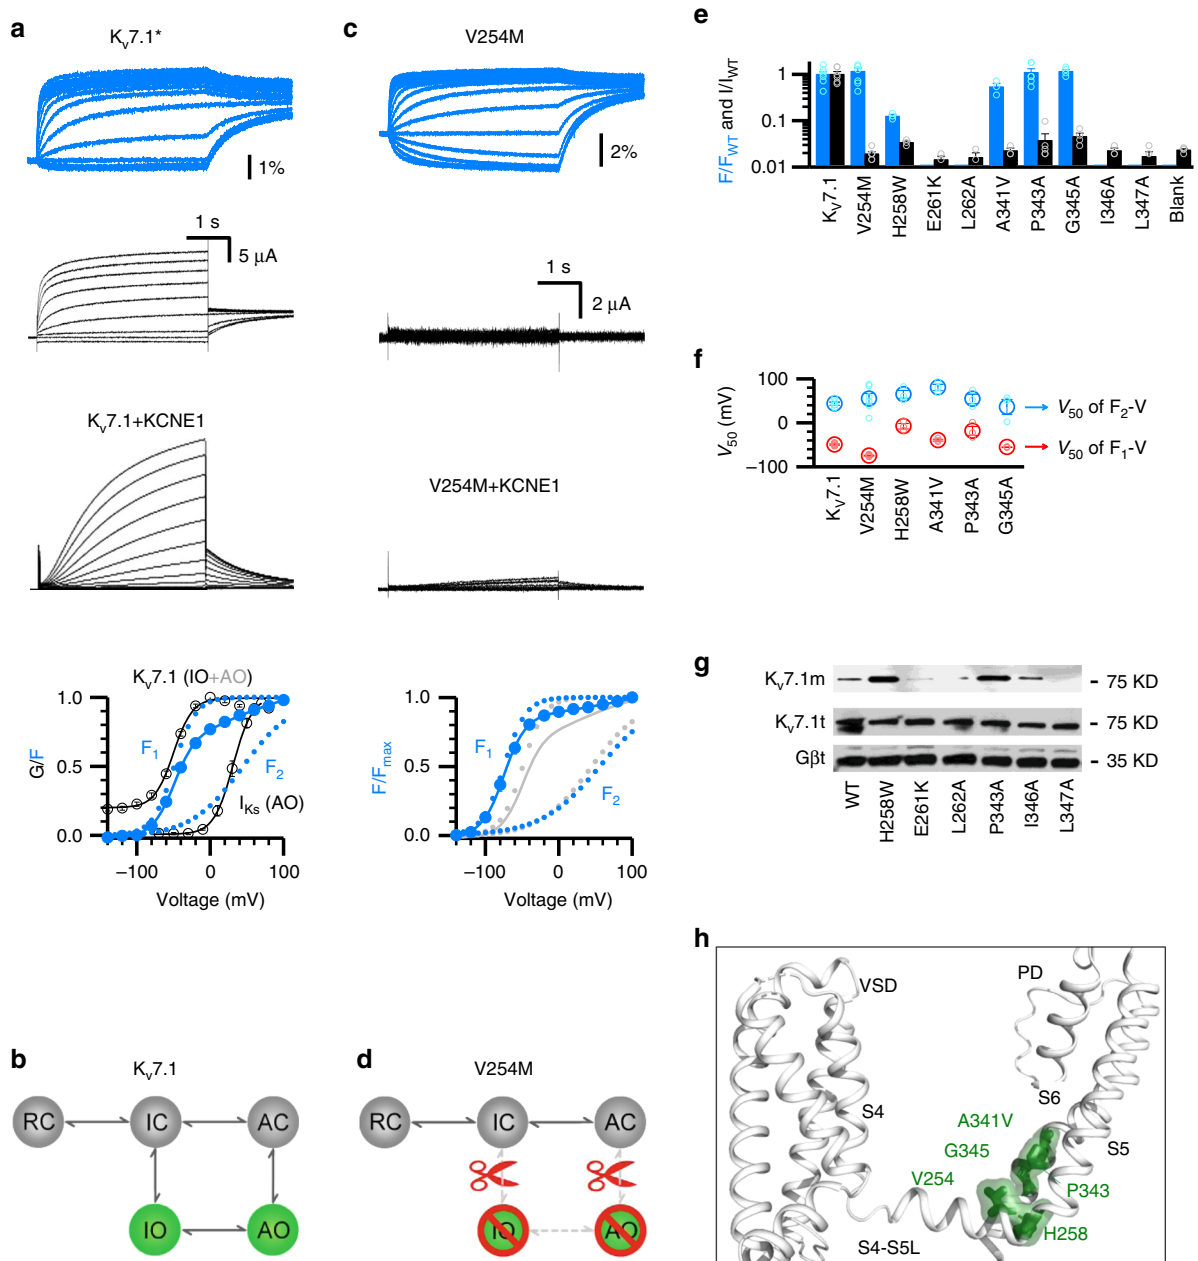 a
Kv7.1*
1%
1 s
5 µA
Kv7.1+KCNE1
Kv7.1 (IO+AO)
G/F
1.0
0.5
0.0
F1
F2
IKs (AO)
−100
0
100
Voltage (mV)
b
Kv7.1
RC
IC
AC
IO
AO
c
V254M
2%
1 s
2 µA
V254M+KCNE1
F/Fmax
1.0
0.5
0.0
F1
F2
−100
0
100
Voltage (mV)
d
V254M
RC
IC
AC
IO
AO
e
F/FWT and I/IWT
1
0.1
0.01
Kv7.1
V254M
H258W
E261K
L262A
A341V
P343A
G345A
I346A
L347A
Blank
f
V50 (mV)
100
0
−100
V50 of F2-V
V50 of F1-V
Kv7.1
V254M
H258W
A341V
P343A
G345A
g
Kv7.1m
- 75 KD
Kv7.1t
- 75 KD
Gβt
- 35 KD
WT
H258W
E261K
L262A
P343A
I346A
L347A
h
VSD
PD
S4
S6
A341V
G345
S5
V254
P343
H258
S4-S5L